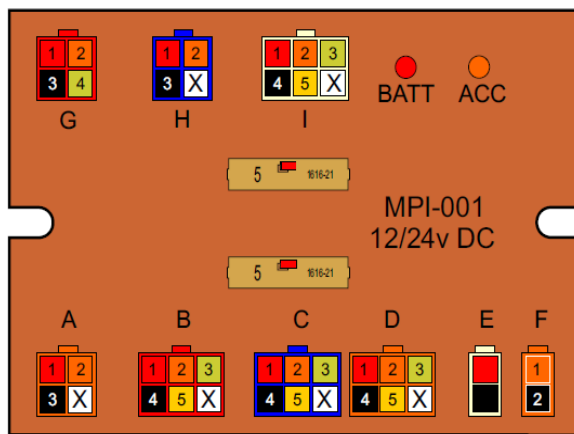 1 2
3 4
G
1 2
3 X
H
1 2 3
4 5 X
I
BATT ACC
5 1616-21
MPI-001
12/24v DC
5 1616-21
A B C D E F
1 2
3 X
1 2 3
4 5 X
1 2 3
4 5 X
1 2 3
4 5 X
1
2